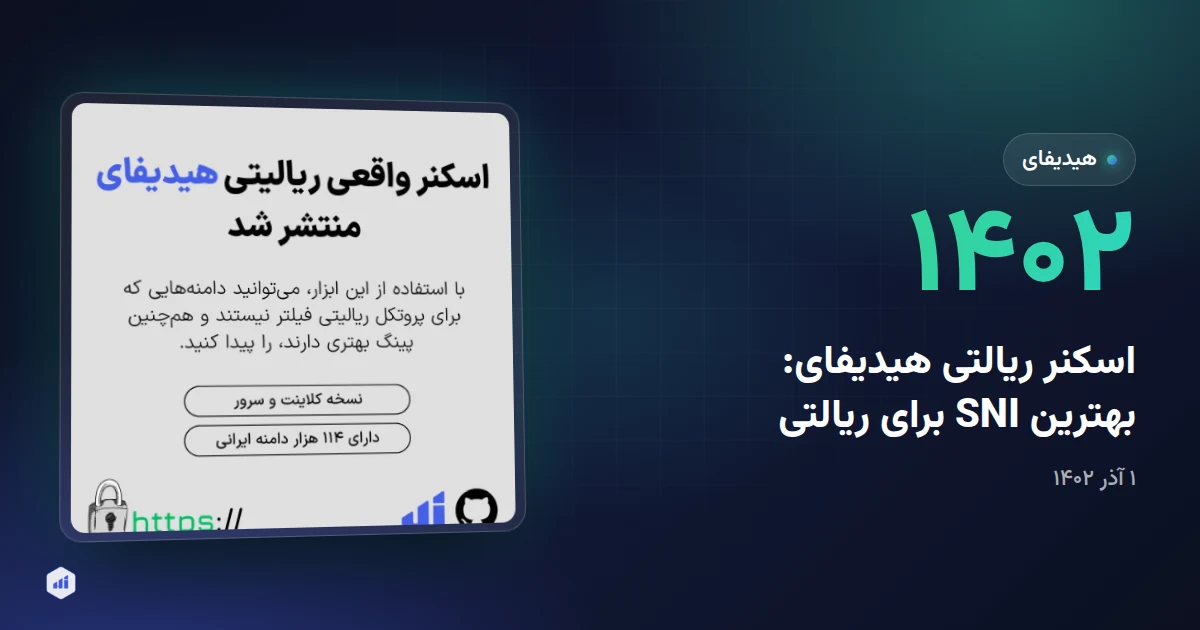 هیدیفای
۱۴۰۲
اسکنر ریالتی هیدیفای:
بهترین SNI برای ریالتی
۱ آذر ۱۴۰۲
اسکنر واقعی ریالیتی هیدیفای
منتشر شد
با استفاده از این ابزار، می‌توانید دامنه‌هایی که
برای پروتکل ریالیتی فیلتر نیستند و هم‌چنین
پینگ بهتری دارند، را پیدا کنید.
نسخه کلاینت و سرور
دارای ۱۱۴ هزار دامنه ایرانی
https://